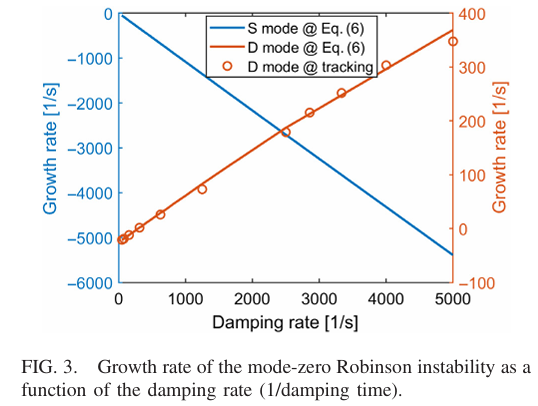 0
-1000
-2000
-3000
-4000
-5000
-6000
Growth rate [1/s]
S mode @ Eq. (6)
D mode @ Eq. (6)
D mode @ tracking
400
300
200
100
0
-100
Growth rate [1/s]
0 1000 2000 3000 4000 5000
Damping rate [1/s]
FIG. 3. Growth rate of the mode-zero Robinson instability as a
function of the damping rate (1/damping time).